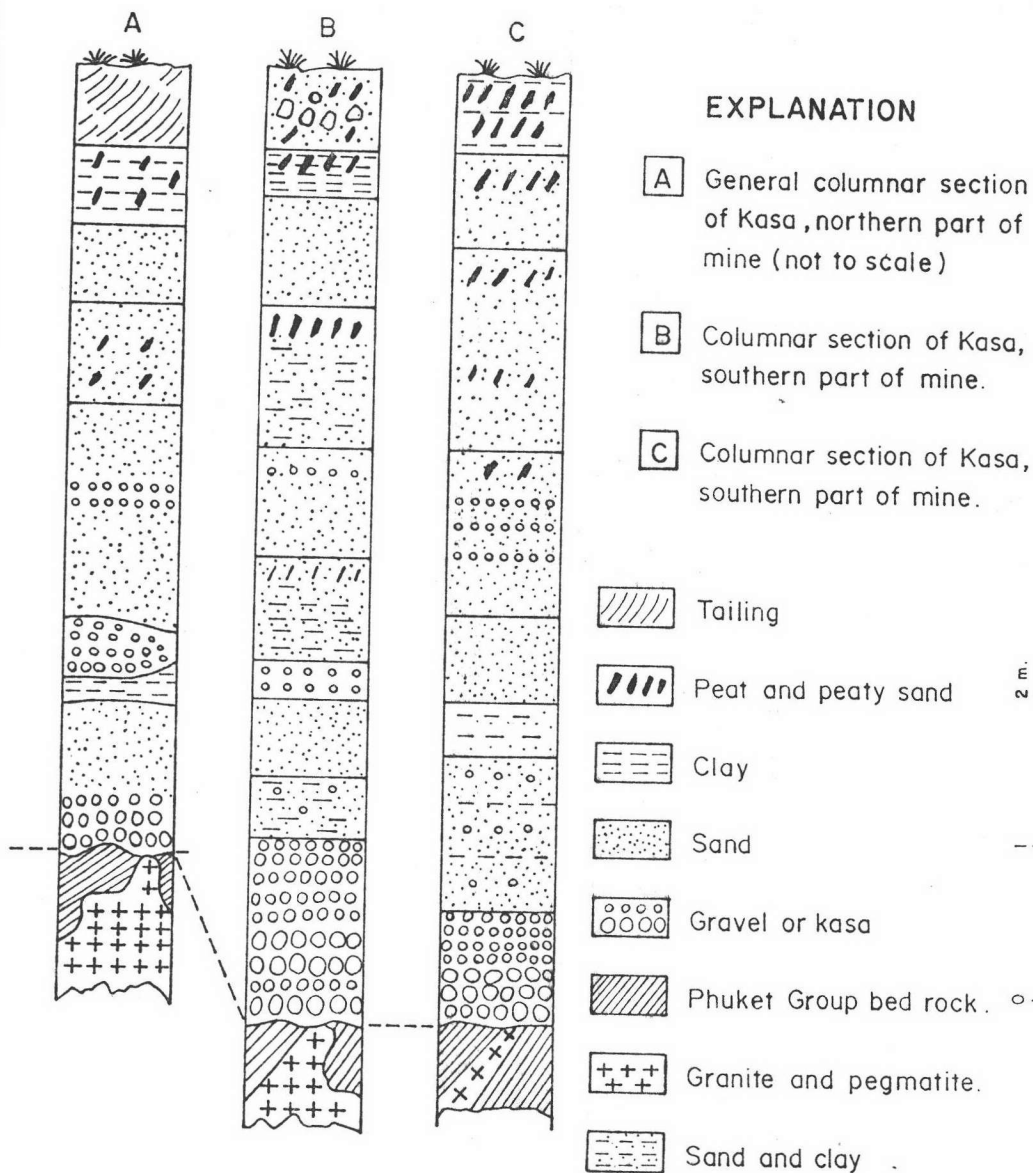 A
B
C
EXPLANATION
A General columnar section
of Kasa, northern part of
mine (not to scale)
B Columnar section of Kasa,
southern part of mine.
C Columnar section of Kasa,
southern part of mine.
Tailing
Peat and peaty sand
2 m
Clay
Sand
Gravel or kasa
Phuket Group bed rock.
0
Granite and pegmatite.
Sand and clay .